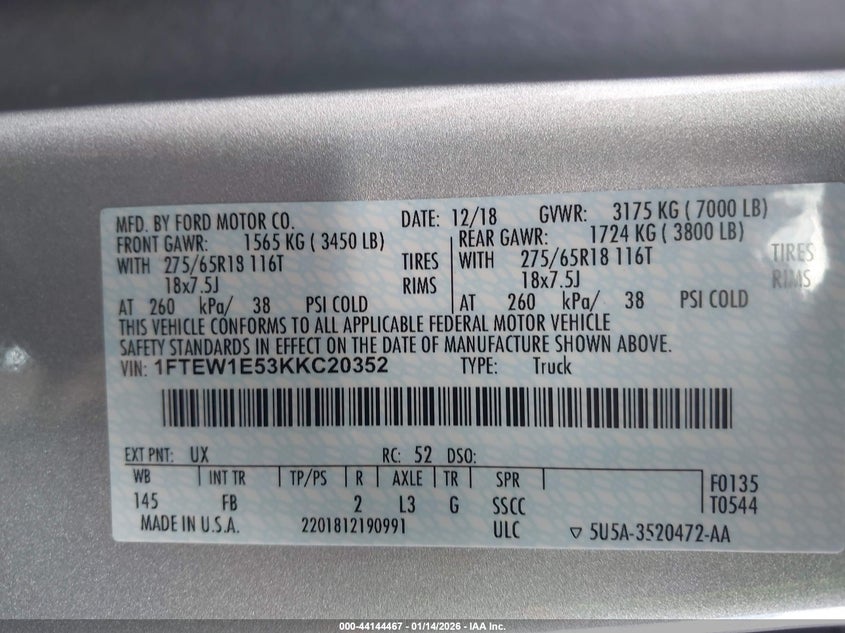 MFD. BY FORD MOTOR CO. DATE: 12/18 GVWR: 3175 KG ( 7000 LB)
FRONT GAWR: 1565 KG ( 3450 LB) REAR GAWR: 1724 KG ( 3800 LB)
WITH 275/65R18 116T TIRES WITH 275/65R18 116T TIRES
18x7.5J RIMS 18x7.5J RIMS
AT 260 kPa/ 38 PSI COLD AT 260 kPa/ 38 PSI COLD
THIS VEHICLE CONFORMS TO ALL APPLICABLE FEDERAL MOTOR VEHICLE
SAFETY STANDARDS IN EFFECT ON THE DATE OF MANUFACTURE SHOWN ABOVE.
VIN: 1FTEW1E53KKC20352 TYPE: Truck
EXT PNT: UX RC: 52 DSO:
WB INT TR TP/PS R AXLE TR SPR F0135
145 FB 2 L3 G SSCC T0544
MADE IN U.S.A. 2201812190991 ULC ▽ 5U5A-3520472-AA
000-44144467 - 01/14/2026 - IAA Inc.